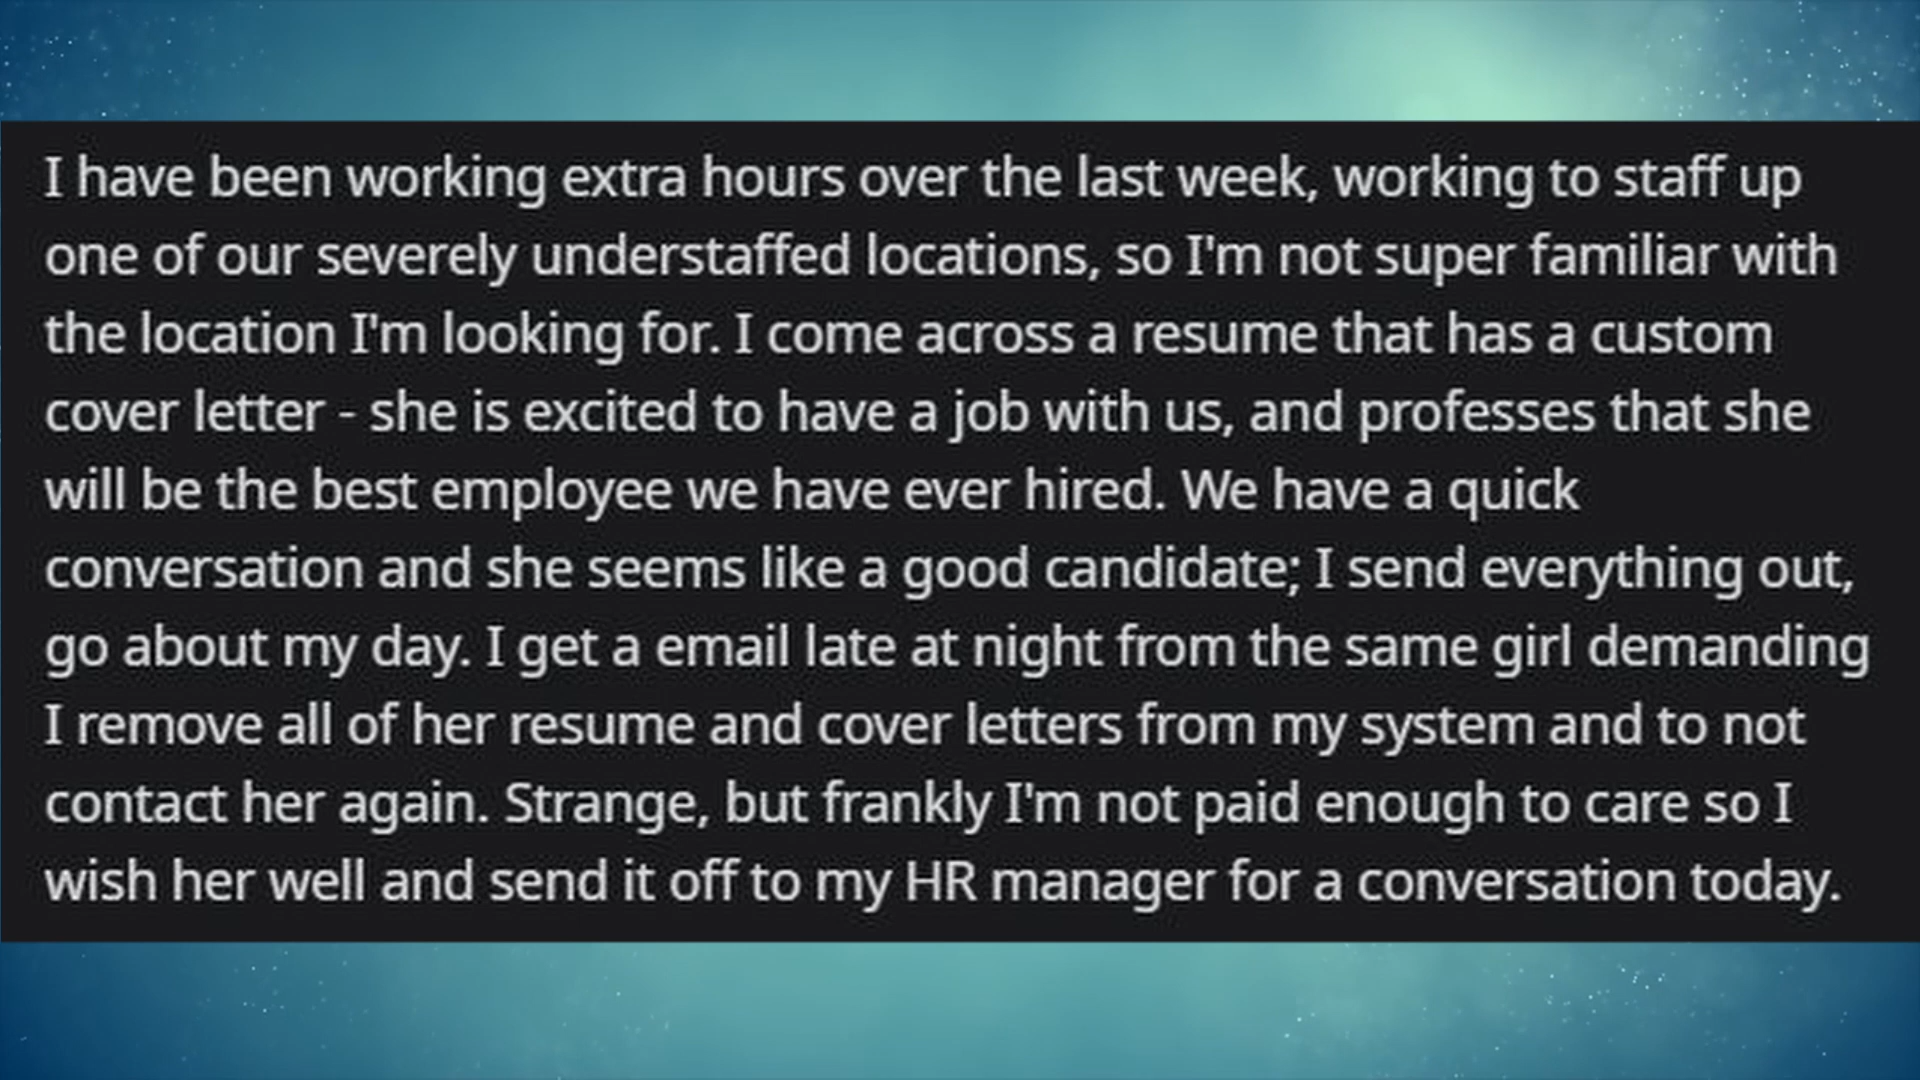 I have been working extra hours over the last week, working to staff up
one of our severely understaffed locations, so I'm not super familiar with
the location I'm looking for. I come across a resume that has a custom
cover letter - she is excited to have a job with us, and professes that she
will be the best employee we have ever hired. We have a quick
conversation and she seems like a good candidate; I send everything out,
go about my day. I get a email late at night from the same girl demanding
I remove all of her resume and cover letters from my system and to not
contact her again. Strange, but frankly I'm not paid enough to care so I
wish her well and send it off to my HR manager for a conversation today.